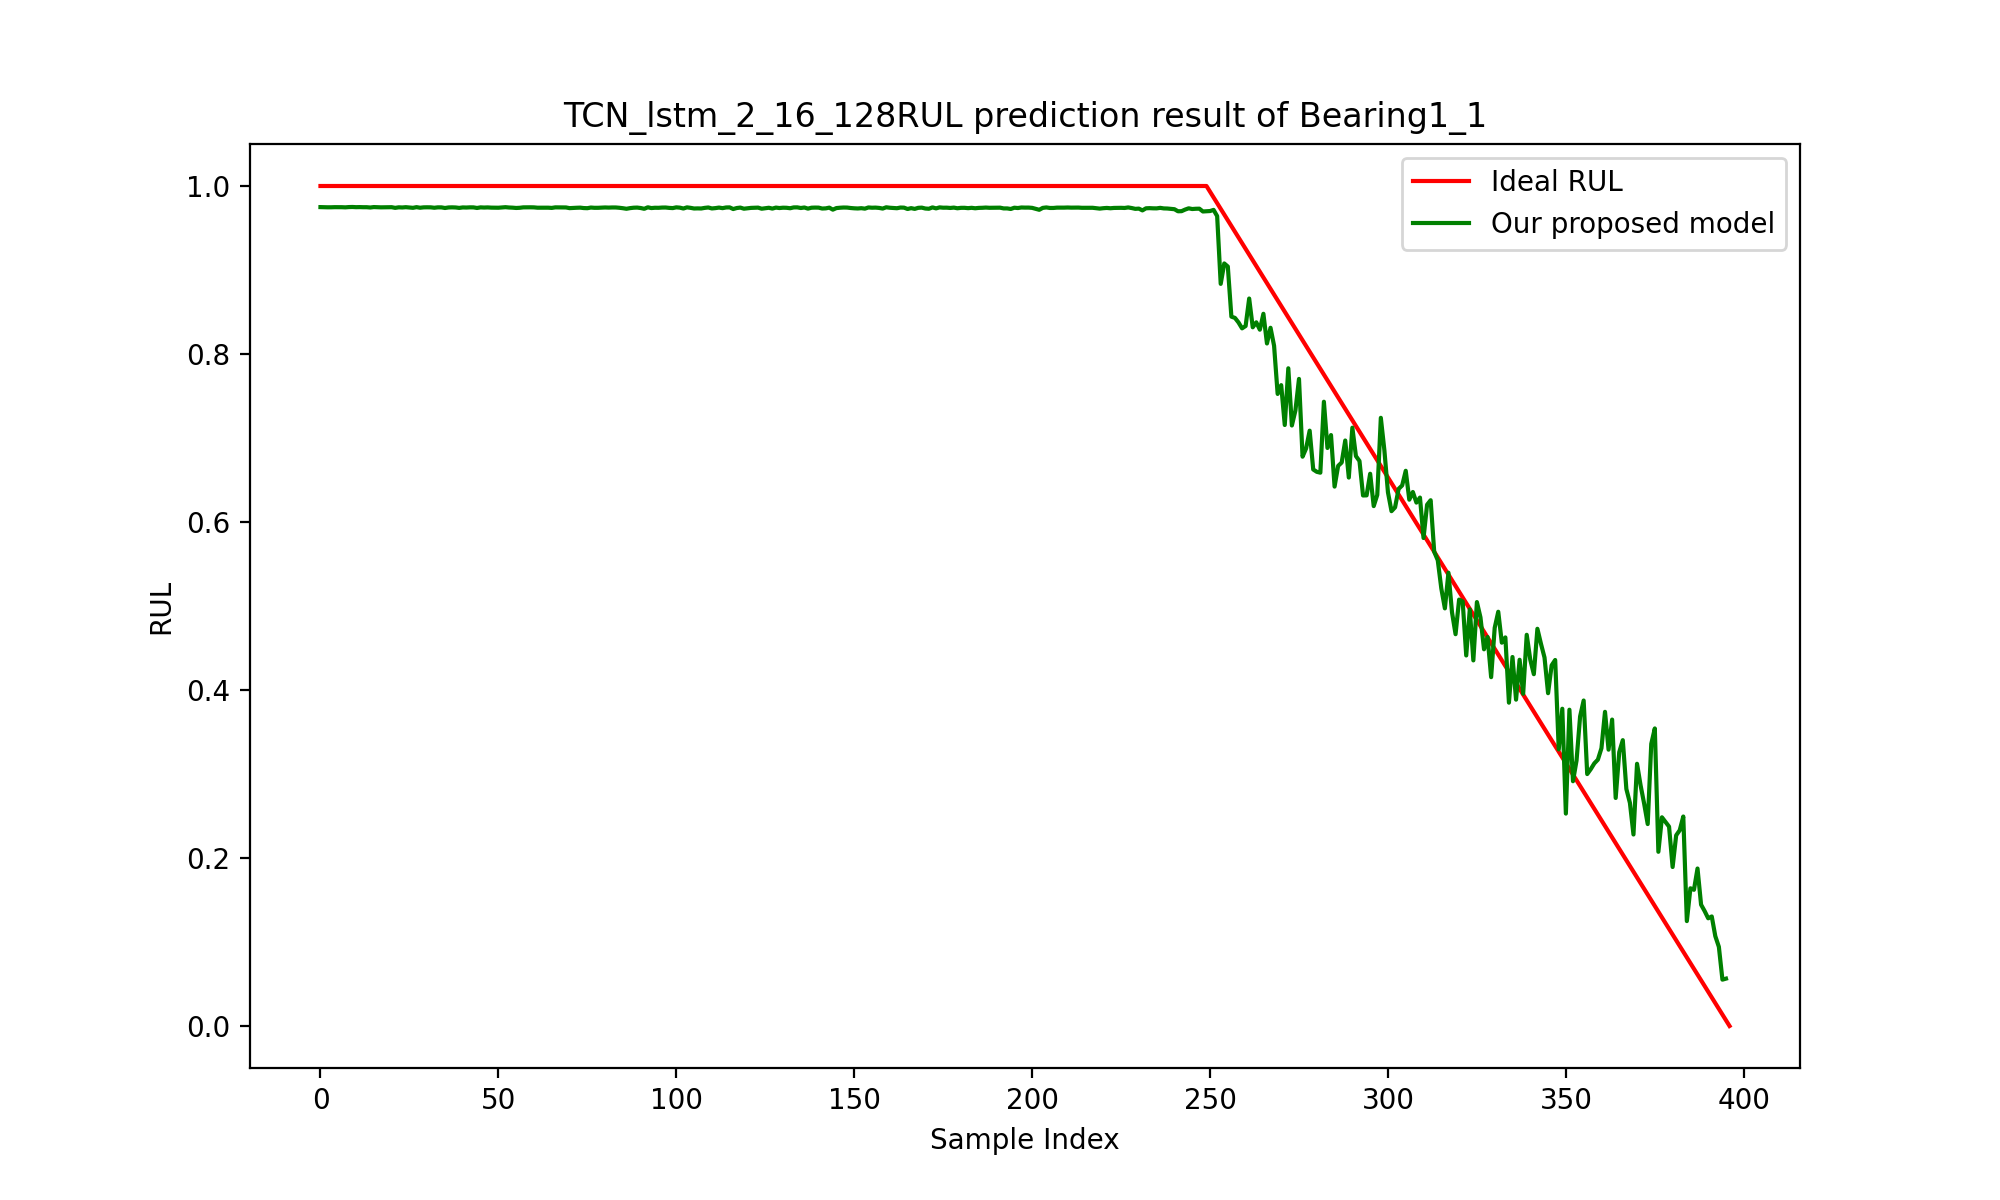 TCN_lstm_2_16_128RUL prediction result of Bearing1_1
Ideal RUL
Our proposed model
1.0
0.8
0.6
0.4
0.2
0.0
RUL
0 50 100 150 200 250 300 350 400
Sample Index